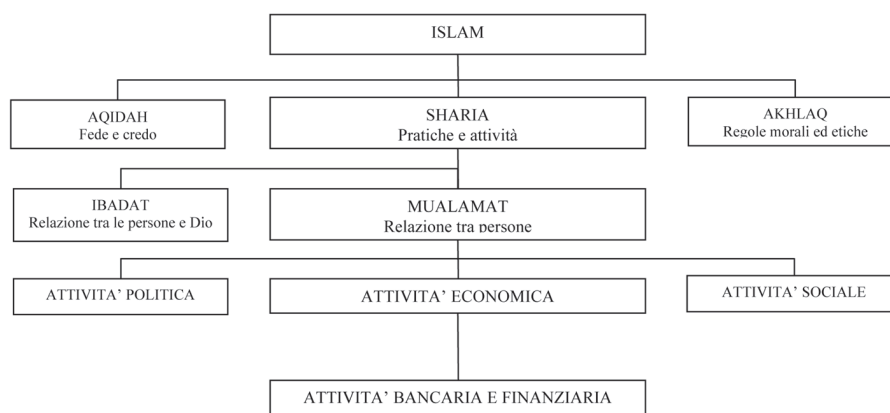 ISLAM
AQIDAH
Fede e credo
SHARIA
Pratiche e attività
AKHLAQ
Regole morali ed etiche
IBADAT
Relazione tra le persone e Dio
MUALAMAT
Relazione tra persone
ATTIVITA’ POLITICA
ATTIVITA’ ECONOMICA
ATTIVITA’ SOCIALE
ATTIVITA’ BANCARIA E FINANZIARIA